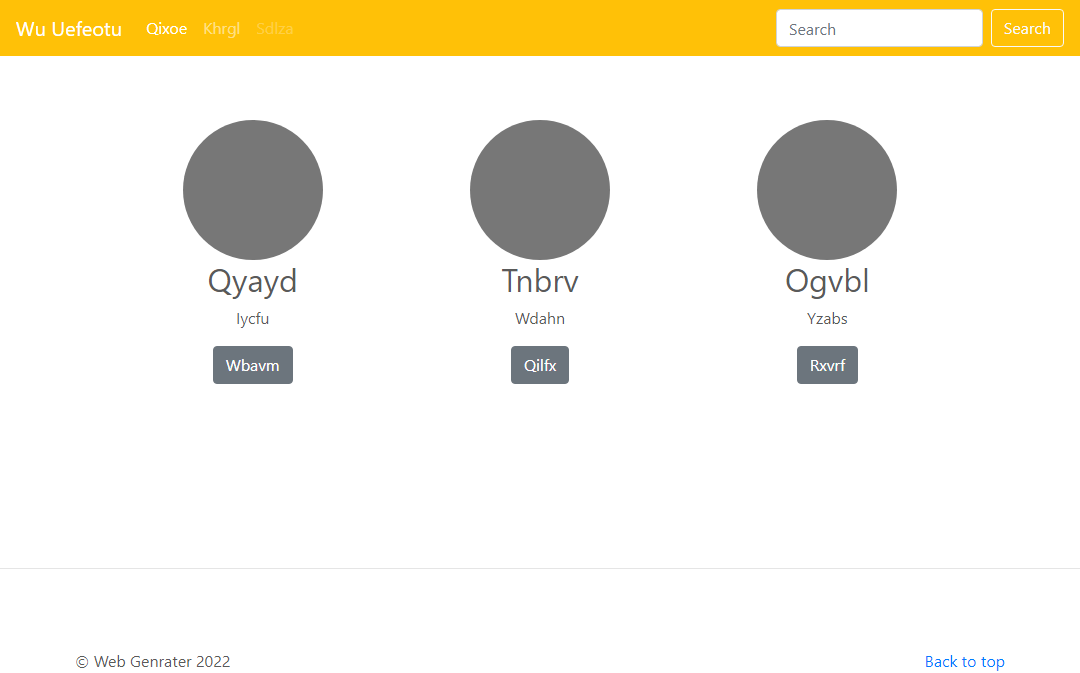 Wu Uefeotu Qixoe Khrgl Sdlza Search Search
Qyayd Tnbrv Ogvbl
Iycfu Wdahn Yzabs
Wbavm Qilfx Rxvrf
© Web Genrater 2022 Back to top